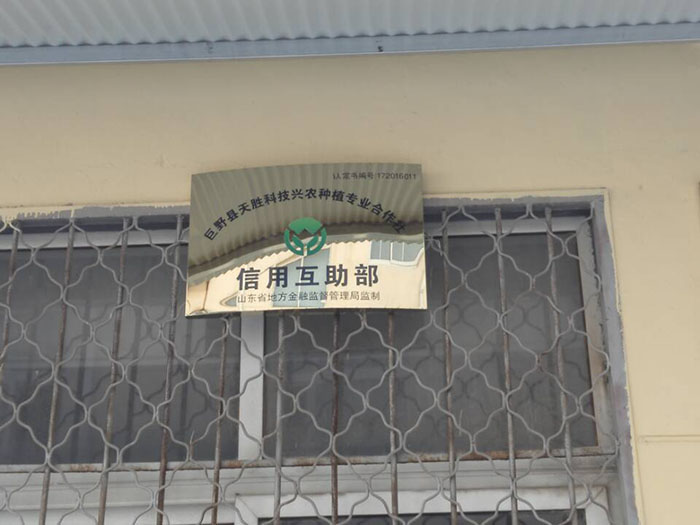 认定书编号:172016011
巨野县天胜科技兴农种植专业合作社
信用互助部
山东省地方金融监督管理局监制